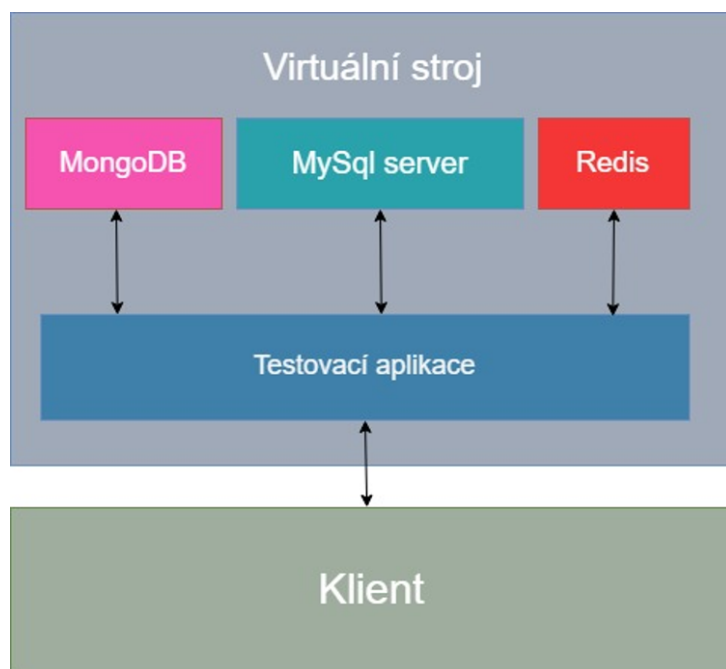 Virtuální stroj
MongoDB
MySql server
Redis
Testovací aplikace
Klient